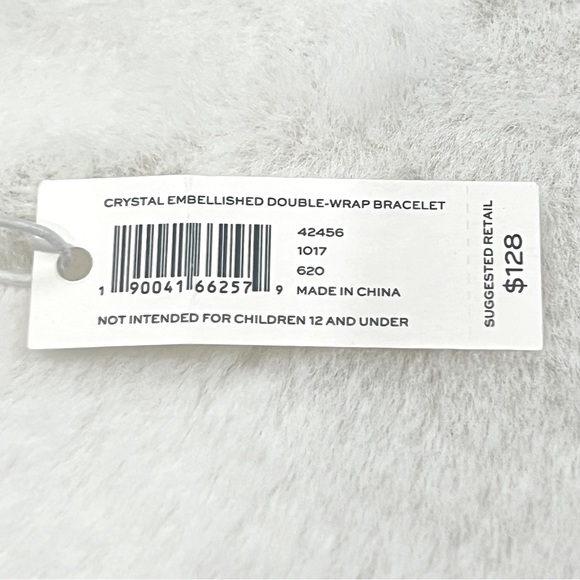 CRYSTAL EMBELLISHED DOUBLE-WRAP BRACELET
42456
1017
620
1 90041 66257 9
MADE IN CHINA
NOT INTENDED FOR CHILDREN 12 AND UNDER
SUGGESTED RETAIL
$128